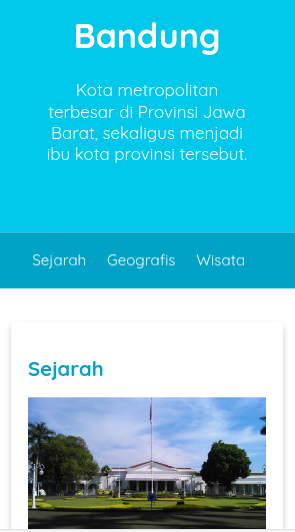 Bandung
Kota metropolitan
terbesar di Provinsi Jawa
Barat, sekaligus menjadi
ibu kota provinsi tersebut.
Sejarah Geografis Wisata
Sejarah